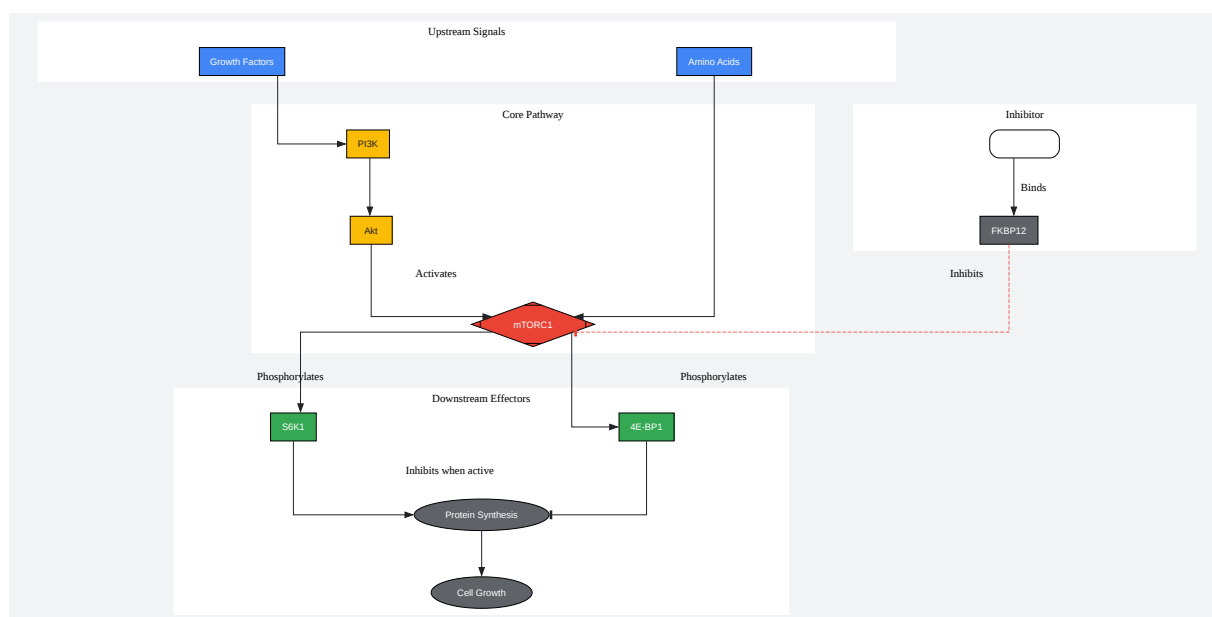 Upstream Signals
Growth Factors
Amino Acids
Core Pathway
Inhibitor
PI3K
Binds
Akt
FKBP12
Activates
Inhibits
mTORC1
Phosphorylates
Phosphorylates
Downstream Effectors
S6K1
4E-BP1
Inhibits when active
Protein Synthesis
Cell Growth